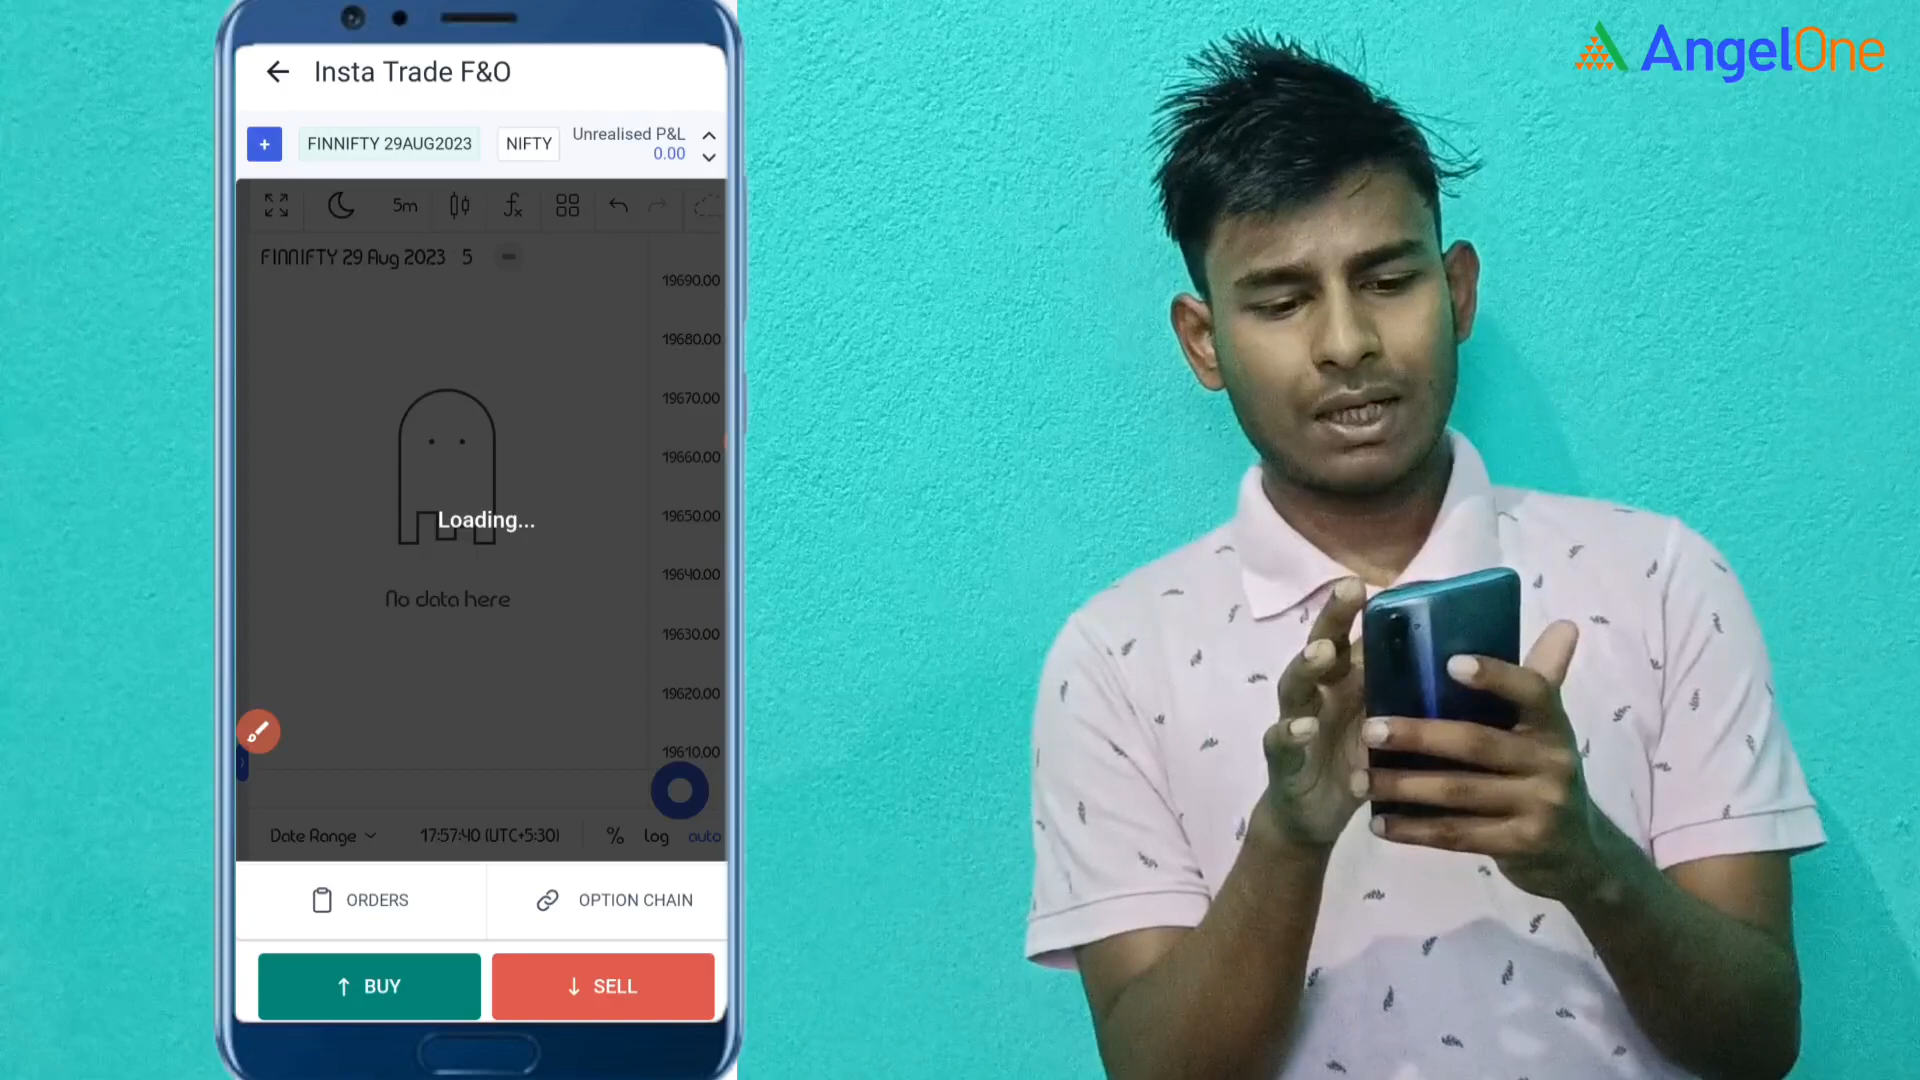 AngelOne
Insta Trade F&O
+ FINNIFTY 29AUG2023 NIFTY Unrealised P&L
0.00
5m fx
FINNIFTY 29 Aug 2023 5
19690.00
19680.00
19670.00
19660.00
19650.00
Loading...
19640.00
No data here
19630.00
19620.00
19610.00
Date Range 17:57:40 (UTC+5:30) % log auto
ORDERS OPTION CHAIN
↑ BUY ↓ SELL